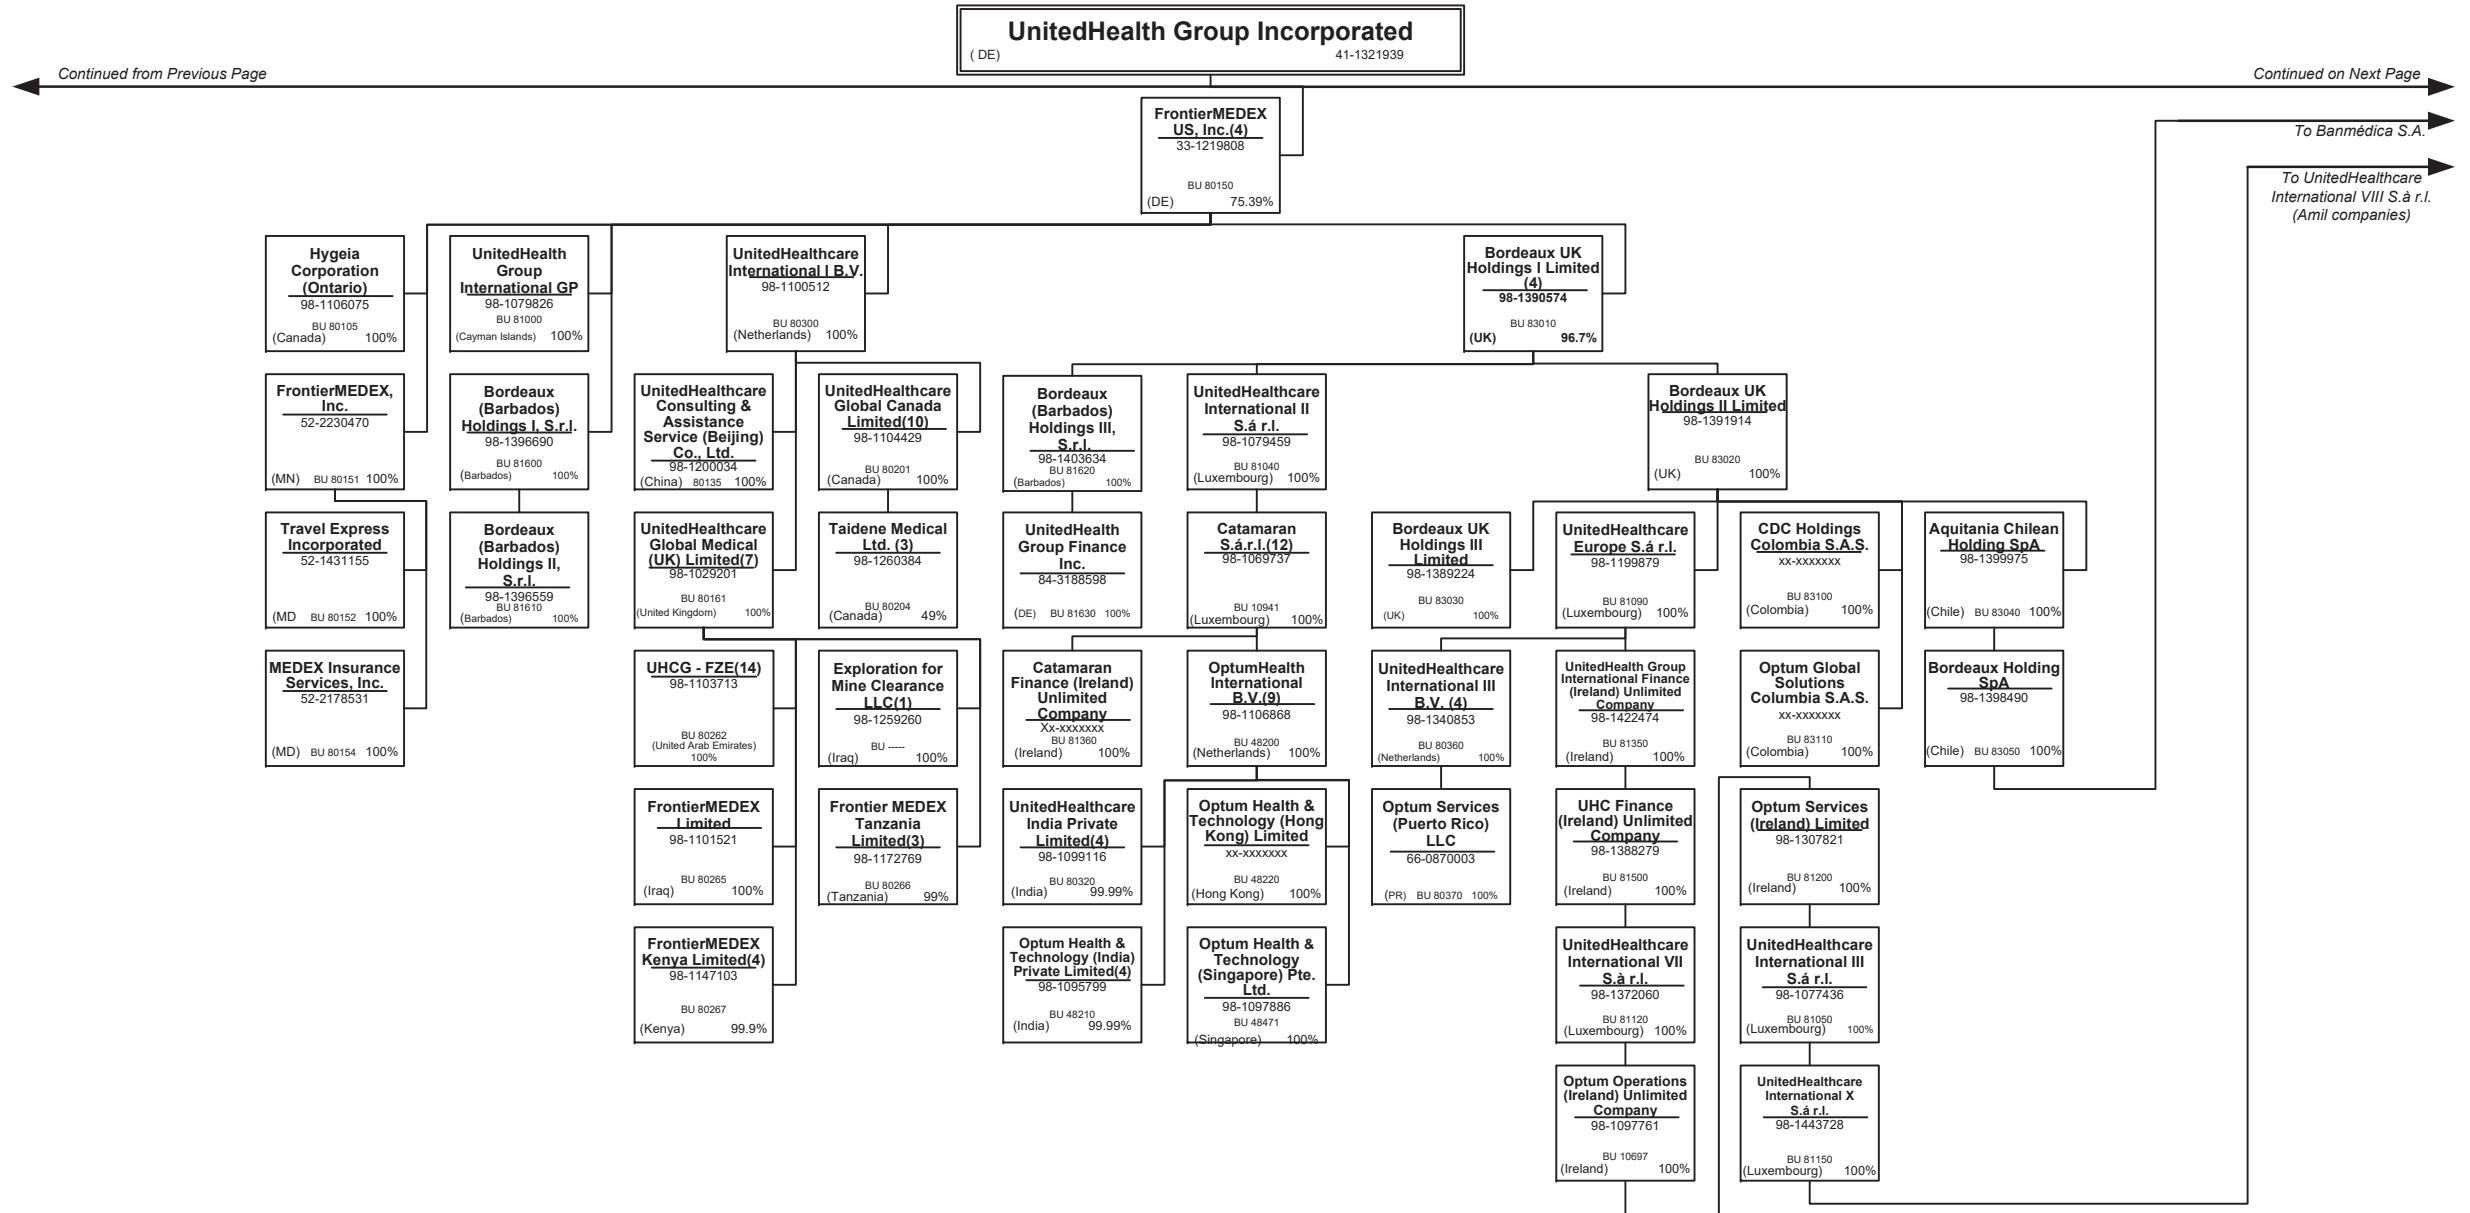 UnitedHealth Group Incorporated
( DE) 41-1321939
Continued from Previous Page
Continued on Next Page
FrontierMEDEX
US, Inc.(4)
33-1219808
BU 80150
(DE) 75.39%
To Banmédica S.A.
To UnitedHealthcare
International VIII S.à r.l.
(Amil companies)
Hygeia
Corporation
(Ontario)
98-1106075
BU 80105
(Canada) 100%
UnitedHealth
Group
International GP
98-1079826
BU 81000
(Cayman Islands) 100%
UnitedHealthcare
International I B.V.
98-1100512
BU 80300
(Netherlands) 100%
Bordeaux UK
Holdings I Limited
(4)
98-1390574
BU 83010
(UK) 96.7%
FrontierMEDEX,
Inc.
52-2230470
(MN) BU 80151 100%
Bordeaux
(Barbados)
Holdings I, S.r.l.
98-1396690
BU 81600
(Barbados) 100%
UnitedHealthcare
Consulting &
Assistance
Service (Beijing)
Co., Ltd.
98-1200034
(China) 80135 100%
UnitedHealthcare
Global Canada
Limited(10)
98-1104429
BU 80201
(Canada) 100%
Bordeaux
(Barbados)
Holdings III,
S.r.l.
98-1403634
BU 81620
(Barbados) 100%
UnitedHealthcare
International II
S.á r.l.
98-1079459
BU 81040
(Luxembourg) 100%
Bordeaux UK
Holdings II Limited
98-1391914
BU 83020
(UK) 100%
Travel Express
Incorporated
52-1431155
(MD BU 80152 100%
Bordeaux
(Barbados)
Holdings II,
S.r.l.
98-1396559
BU 81610
(Barbados) 100%
UnitedHealthcare
Global Medical
(UK) Limited(7)
98-1029201
BU 80161
(United Kingdom) 100%
Taidene Medical
Ltd. (3)
98-1260384
BU 80204
(Canada) 49%
UnitedHealth
Group Finance
Inc.
84-3188598
(DE) BU 81630 100%
Catamaran
S.á.r.l.(12)
98-1069737
BU 10941
(Luxembourg) 100%
Bordeaux UK
Holdings III
Limited
98-1389224
BU 83030
(UK) 100%
UnitedHealthcare
Europe S.á r.l.
98-1199879
BU 81090
(Luxembourg) 100%
CDC Holdings
Colombia S.A.S.
xx-xxxxxxx
BU 83100
(Colombia) 100%
Aquitania Chilean
Holding SpA
98-1399975
(Chile) BU 83040 100%
MEDEX Insurance
Services, Inc.
52-2178531
(MD) BU 80154 100%
UHCG - FZE(14)
98-1103713
BU 80262
(United Arab Emirates)
100%
Exploration for
Mine Clearance
LLC(1)
98-1259260
BU -----
(Iraq) 100%
Catamaran
Finance (Ireland)
Unlimited
Company
Xx-xxxxxxx
BU 81360
(Ireland) 100%
OptumHealth
International
B.V.(9)
98-1106868
BU 48200
(Netherlands) 100%
UnitedHealthcare
International III
B.V. (4)
98-1340853
BU 80360
(Netherlands) 100%
UnitedHealth Group
International Finance
(Ireland) Unlimited
Company
98-1422474
BU 81350
(Ireland) 100%
Optum Global
Solutions
Columbia S.A.S.
xx-xxxxxxx
BU 83110
(Colombia) 100%
Bordeaux Holding
SpA
98-1398490
(Chile) BU 83050 100%
FrontierMEDEX
Limited
98-1101521
BU 80265
(Iraq) 100%
Frontier MEDEX
Tanzania
Limited(3)
98-1172769
BU 80266
(Tanzania) 99%
UnitedHealthcare
India Private
Limited(4)
98-1099116
BU 80320
(India) 99.99%
Optum Health &
Technology (Hong
Kong) Limited
xx-xxxxxxx
BU 48220
(Hong Kong) 100%
Optum Services
(Puerto Rico)
LLC
66-0870003
(PR) BU 80370 100%
UHC Finance
(Ireland) Unlimited
Company
98-1388279
BU 81500
(Ireland) 100%
Optum Services
(Ireland) Limited
98-1307821
BU 81200
(Ireland) 100%
FrontierMEDEX
Kenya Limited(4)
98-1147103
BU 80267
(Kenya) 99.9%
Optum Health &
Technology (India)
Private Limited(4)
98-1095799
BU 48210
(India) 99.99%
Optum Health &
Technology
(Singapore) Pte.
Ltd.
98-1097886
BU 48471
(Singapore) 100%
UnitedHealthcare
International VII
S.à r.l.
98-1372060
BU 81120
(Luxembourg) 100%
UnitedHealthcare
International III
S.á r.l.
98-1077436
BU 81050
(Luxembourg) 100%
Optum Operations
(Ireland) Unlimited
Company
98-1097761
BU 10697
(Ireland) 100%
UnitedHealthcare
International X
S.á r.l.
98-1443728
BU 81150
(Luxembourg) 100%